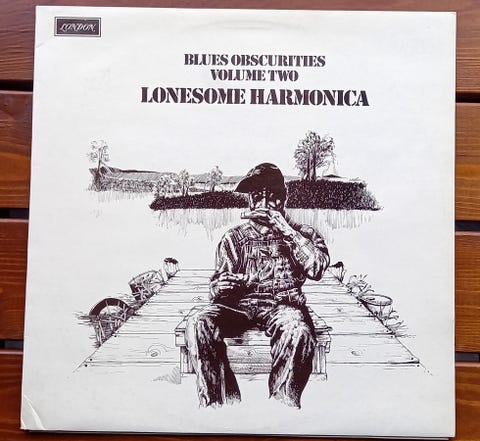 LONDON
BLUES OBSCURITIES
VOLUME TWO
LONESOME HARMONICA